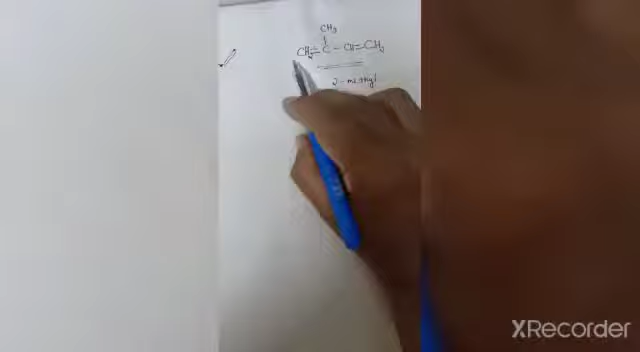 CH₃
CH₂=C-CH=CH₂
2-methyl
XRecorder